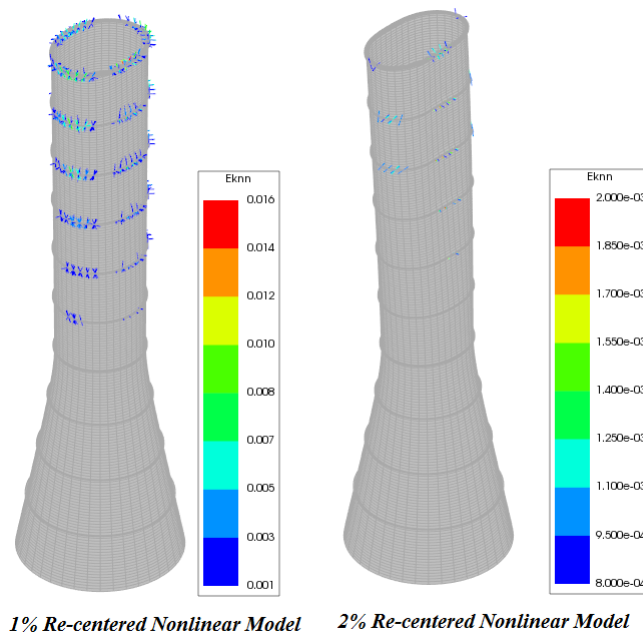 Eknn
0.016
0.014
0.012
0.010
0.008
0.007
0.005
0.003
0.001
Eknn
2.000e-03
1.850e-03
1.700e-03
1.550e-03
1.400e-03
1.250e-03
1.100e-03
9.500e-04
8.000e-04
1% Re-centered Nonlinear Model
2% Re-centered Nonlinear Model